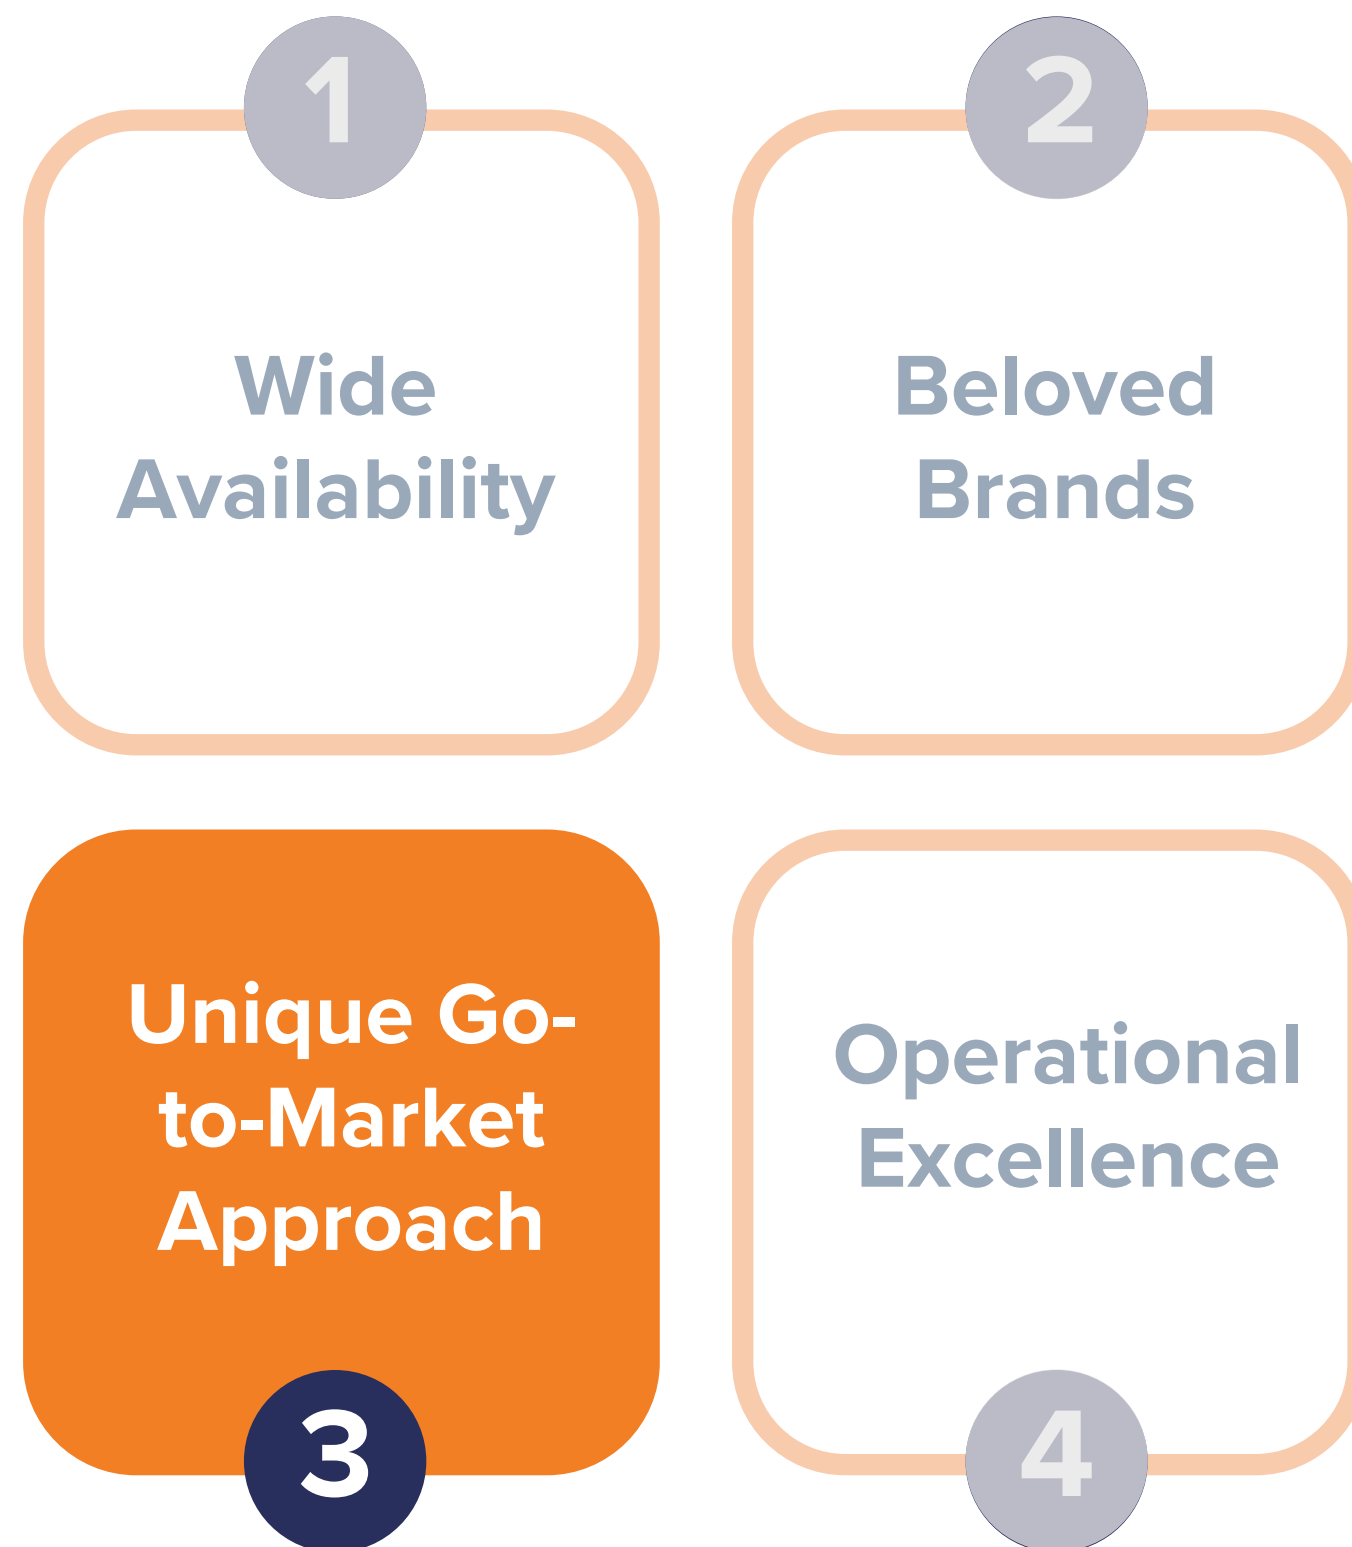 1
Wide
Availability
2
Beloved
Brands
Unique Go-
to-Market
Approach
3
Operational
Excellence
4